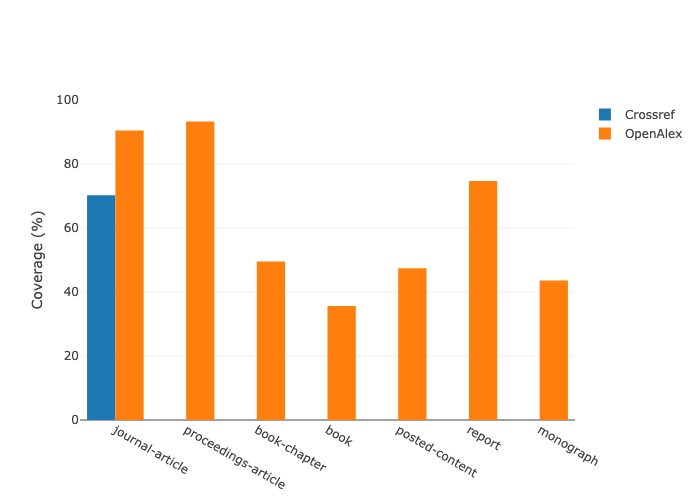 100
80
60
40
20
0
Coverage (%)
journal-article
proceedings-article
book-chapter
book
posted-content
report
monograph
Crossref
OpenAlex